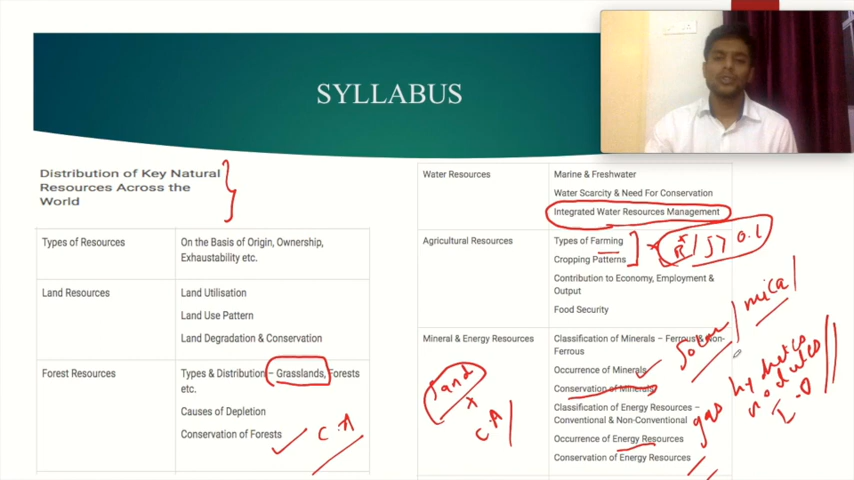 SYLLABUS
Distribution of Key Natural
Resources Across the
World
Types of Resources
On the Basis of Origin, Ownership,
Exhaustability etc.
Land Resources
Land Utilisation
Land Use Pattern
Land Degradation & Conservation
Forest Resources
Types & Distribution – Grasslands, Forests
etc.
Causes of Depletion
Conservation of Forests
C.A
Water Resources
Marine & Freshwater
Water Scarcity & Need For Conservation
Integrated Water Resources Management
Agricultural Resources
Types of Farming
Cropping Patterns
Contribution to Economy, Employment &
Output
Food Security
Mineral & Energy Resources
Classification of Minerals – Ferrous & Non-
Ferrous
Occurrence of Minerals
Conservation of Minerals
Classification of Energy Resources –
Conventional & Non-Conventional
Occurrence of Energy Resources
Conservation of Energy Resources
Sand
CA
Solar / mica
gas hydrates
nodules
I.O